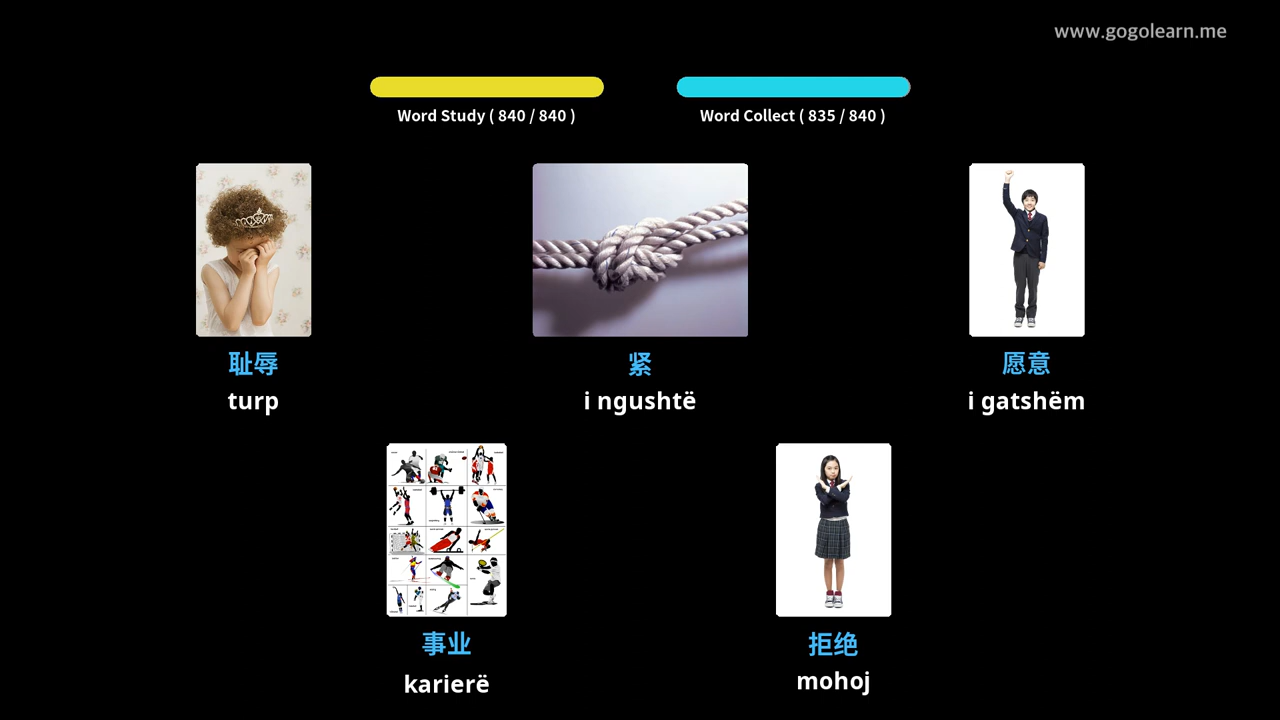 www.gogolearn.me
Word Study ( 840 / 840 )
Word Collect ( 835 / 840 )
耻辱
turp
紧
i ngushtë
愿意
i gatshëm
事业
karierë
拒绝
mohoj